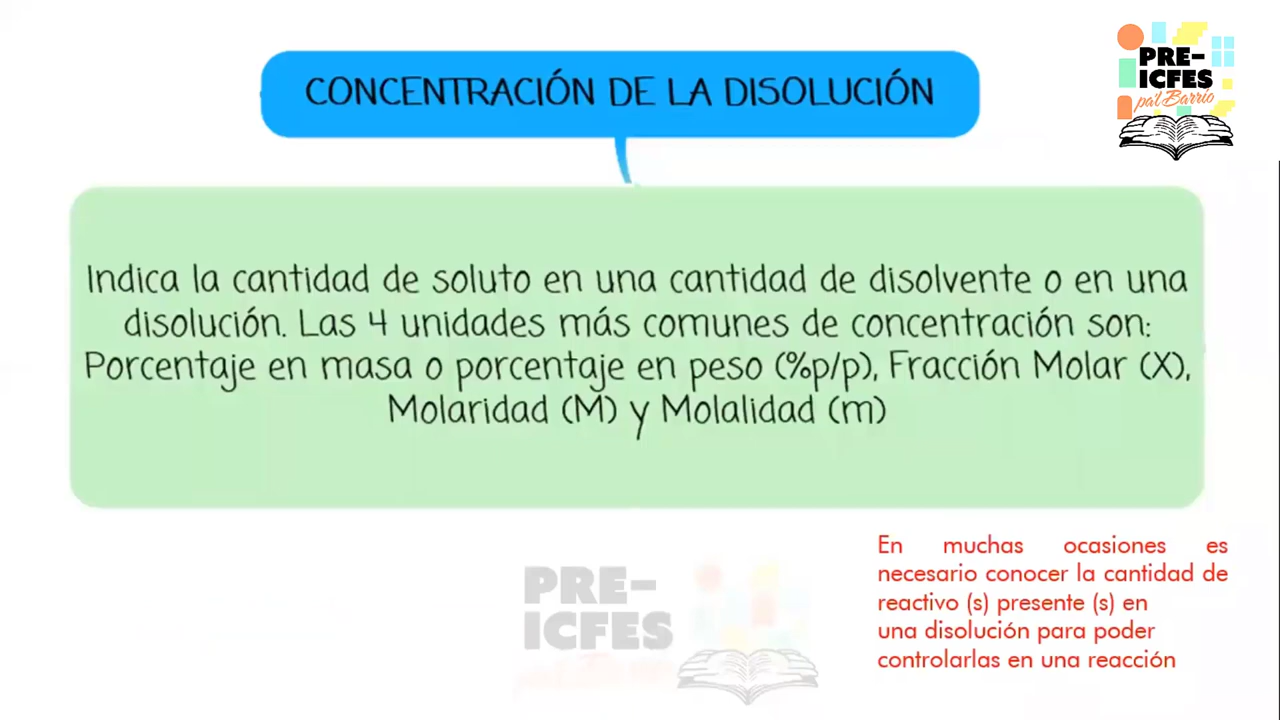 PRE-
ICFES
pa'l Barrio
CONCENTRACIÓN DE LA DISOLUCIÓN
Indica la cantidad de soluto en una cantidad de disolvente o en una
disolución. Las 4 unidades más comunes de concentración son:
Porcentaje en masa o porcentaje en peso (%p/p), Fracción Molar (X),
Molaridad (M) y Molalidad (m)
En muchas ocasiones es
necesario conocer la cantidad de
reactivo (s) presente (s) en
una disolución para poder
controlarlas en una reacción
PRE-
ICFES
pa'l Barrio